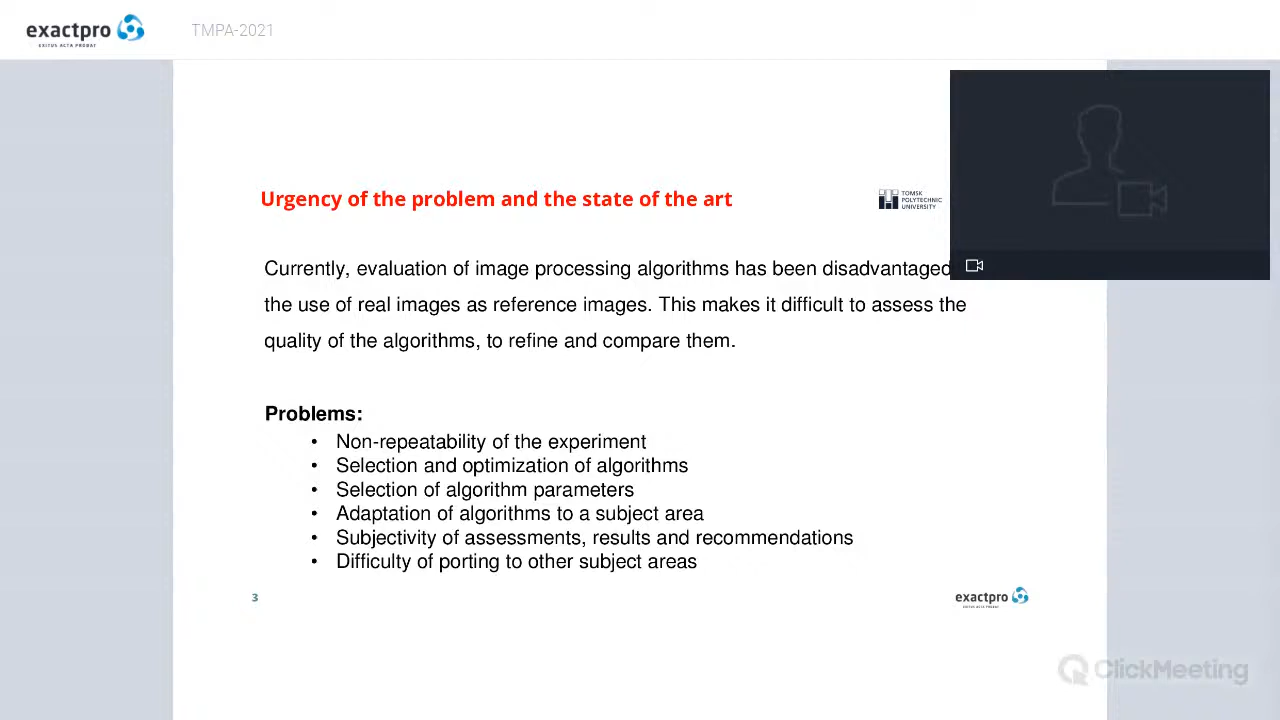 exactpro
EXITUS ACTA PROBAT
TMPA-2021
Urgency of the problem and the state of the art
TOMSK
POLYTECHNIC
UNIVERSITY
Currently, evaluation of image processing algorithms has been disadvantaged
the use of real images as reference images. This makes it difficult to assess the
quality of the algorithms, to refine and compare them.
Problems:
• Non-repeatability of the experiment
• Selection and optimization of algorithms
• Selection of algorithm parameters
• Adaptation of algorithms to a subject area
• Subjectivity of assessments, results and recommendations
• Difficulty of porting to other subject areas
3
exactpro
EXITUS ACTA PROBAT
ClickMeeting